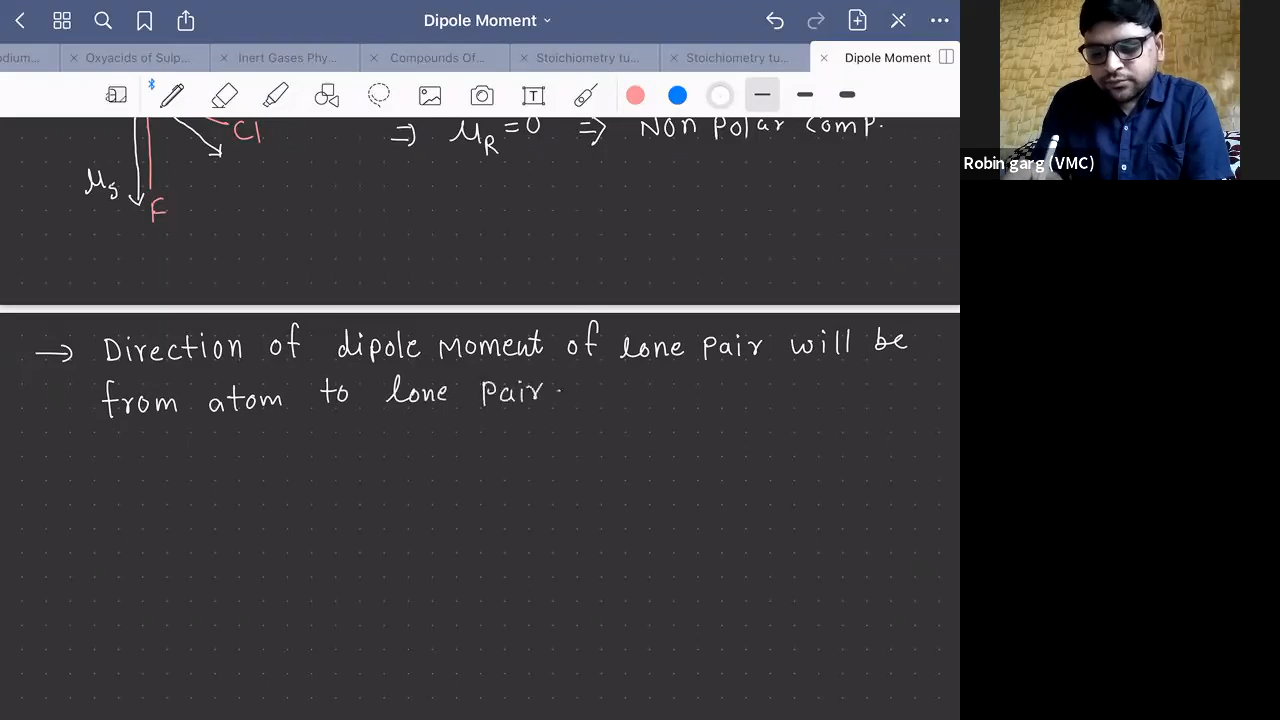 Dipole Moment
odium...
Oxyacids of Sulp...
Inert Gases Phy...
Compounds Of...
Stoichiometry tu...
Stoichiometry tu...
Dipole Moment
T
Robin garg (VMC)
Cl
⇒ μR = 0 ⇒ Non Polar Comp.
μ5
F
→ Direction of dipole Moment of lone pair will be
from atom to lone pair.